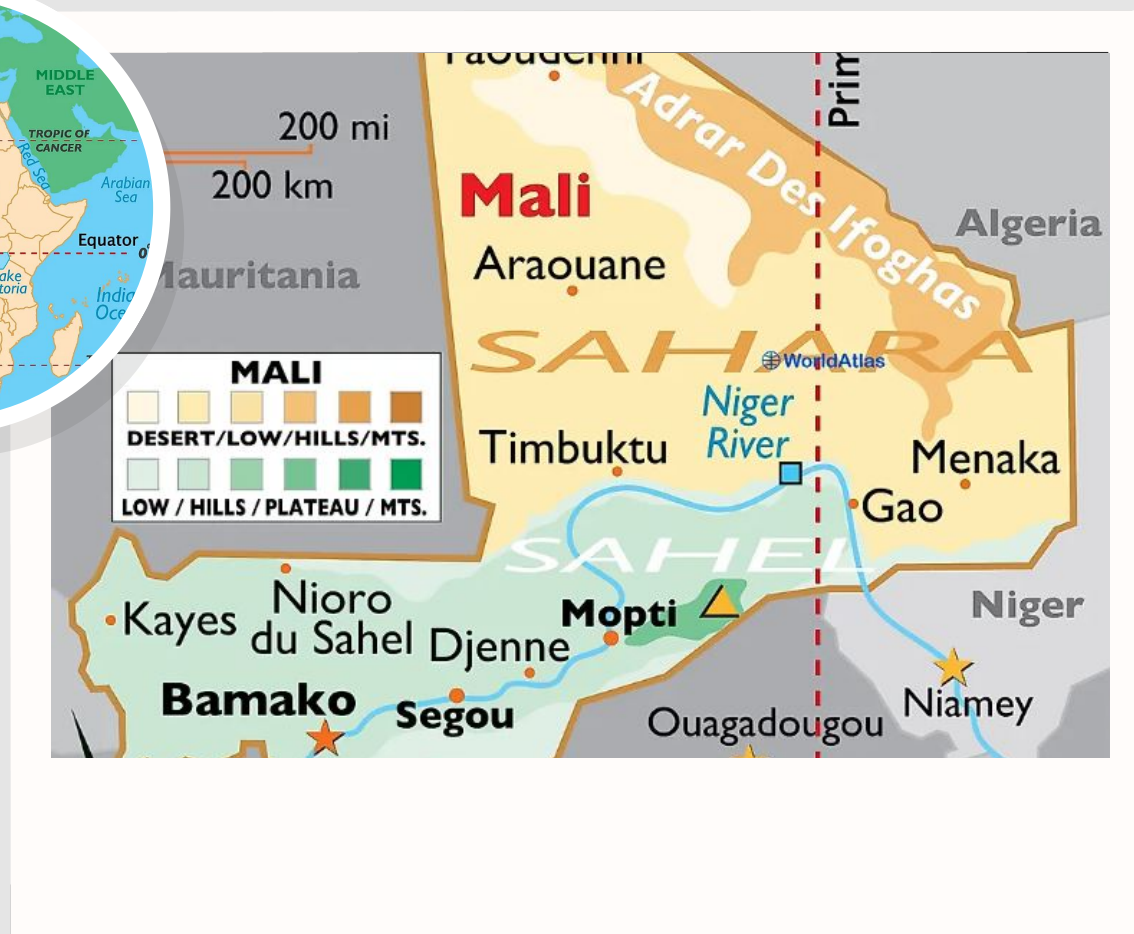 MIDDLE
EAST
TROPIC OF
CANCER
Red Sea
Arabian
Sea
Equator
0°
200 mi
200 km
Mali
Araouane
Adrar Des Ifoghas
Algeria
Mauritania
SAHARA
WorldAtlas
MALI
DESERT/LOW/HILLS/MTS.
LOW / HILLS / PLATEAU / MTS.
Niger
River
Timbuktu
Menaka
Gao
SAHEL
Nioro
du Sahel
Kayes
Djenne
Mopti
Niger
Bamako
Segou
Niamey
Ouagadougou